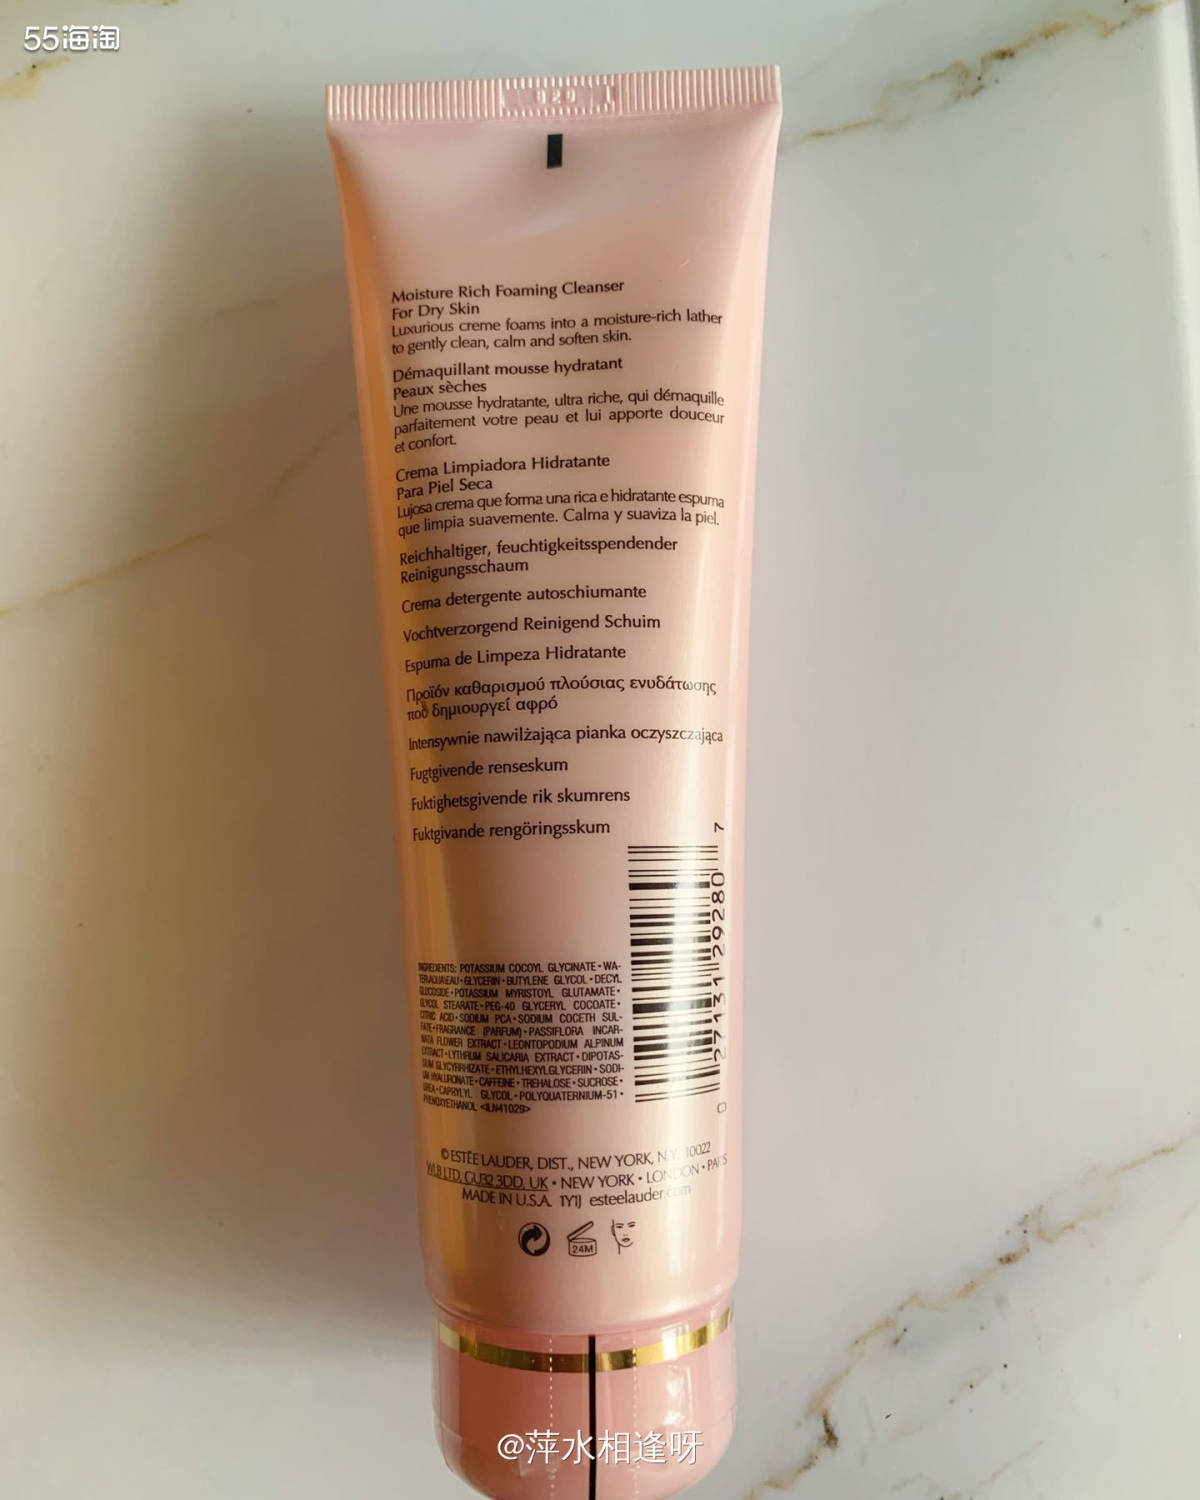 55海淘
Moisture Rich Foaming Cleanser
For Dry Skin
Luxurious creme foams into a moisture-rich lather
to gently clean, calm and soften skin.
Démaquillant mousse hydratant
Peaux sèches
Une mousse hydratante, ultra riche, qui démaquille
parfaitement votre peau et lui apporte douceur
et confort.
Crema Limpiadora Hidratante
Para Piel Seca
Lujosa crema que forma una rica e hidratante espuma
que limpia suavemente. Calma y suaviza la piel.
Reichhaltiger, feuchtigkeitsspendender
Reinigungsschaum
Crema detergente autoschiumante
Vochtverzorgend Reinigend Schuim
Espuma de Limpeza Hidratante
Προϊόν καθαρισμού πλούσιας ενυδάτωσης
που δημιουργεί αφρό
Intensywnie nawilżająca pianka oczyszczająca
Fugtgivende renseskum
Fuktighetsgivende rik skumrens
Fuktgivande rengöringsskum
0 27131 29280 7
INGREDIENTS: POTASSIUM COCOYL GLYCINATE • WA-
TER\AQUA\EAU • GLYCERIN • BUTYLENE GLYCOL • DECYL
GLUCOSIDE • POTASSIUM MYRISTOYL GLUTAMATE •
GLYCOL STEARATE • PEG-40 GLYCERYL COCOATE •
CITRIC ACID • SODIUM PCA • SODIUM COCETH SUL-
FATE • FRAGRANCE (PARFUM) • PASSIFLORA INCAR-
NATA FLOWER EXTRACT • LEONTOPODIUM ALPINUM
EXTRACT • LYTHRUM SALICARIA EXTRACT • DIPOTAS-
SIUM GLYCYRRHIZATE • ETHYLHEXYLGLYCERIN • SODI-
UM HYALURONATE • CAFFEINE • TREHALOSE • SUCROSE •
UREA • CAPRYLYL GLYCOL • POLYQUATERNIUM-51 •
PHENOXYETHANOL <ILN41029>
© ESTÉE LAUDER, DIST., NEW YORK, N.Y. 10022
WLB LTD, GU32 3DD, UK • NEW YORK • LONDON • PARIS
MADE IN U.S.A. 1Y1J esteelauder.com
24M
@萍水相逢呀